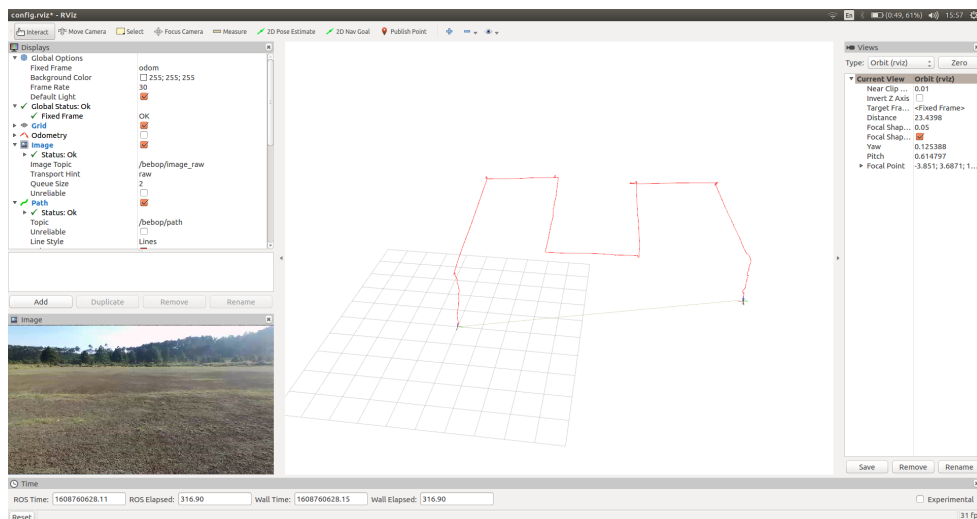 config.rviz* - RViz
En (0:49, 61%) 15:57
Interact Move Camera Select Focus Camera Measure 2D Pose Estimate 2D Nav Goal Publish Point
Displays
Global Options
Fixed Frame odom
Background Color 255; 255; 255
Frame Rate 30
Default Light
Global Status: Ok
Fixed Frame OK
Grid
Odometry
Image
Status: Ok
Image Topic /bebop/image_raw
Transport Hint raw
Queue Size 2
Unreliable
Path
Status: Ok
Topic /bebop/path
Unreliable
Line Style Lines
Add Duplicate Remove Rename
Image
Views
Type: Orbit (rviz) Zero
Current View Orbit (rviz)
Near Clip ... 0.01
Invert Z Axis
Target Fra... <Fixed Frame>
Distance 23.4398
Focal Shap... 0.05
Focal Shap...
Yaw 0.125388
Pitch 0.614797
Focal Point -3.851; 3.6871; 1...
Save Remove Rename
Time
ROS Time: 1608760628.11 ROS Elapsed: 316.90 Wall Time: 1608760628.15 Wall Elapsed: 316.90 Experimental
Reset 31 fp